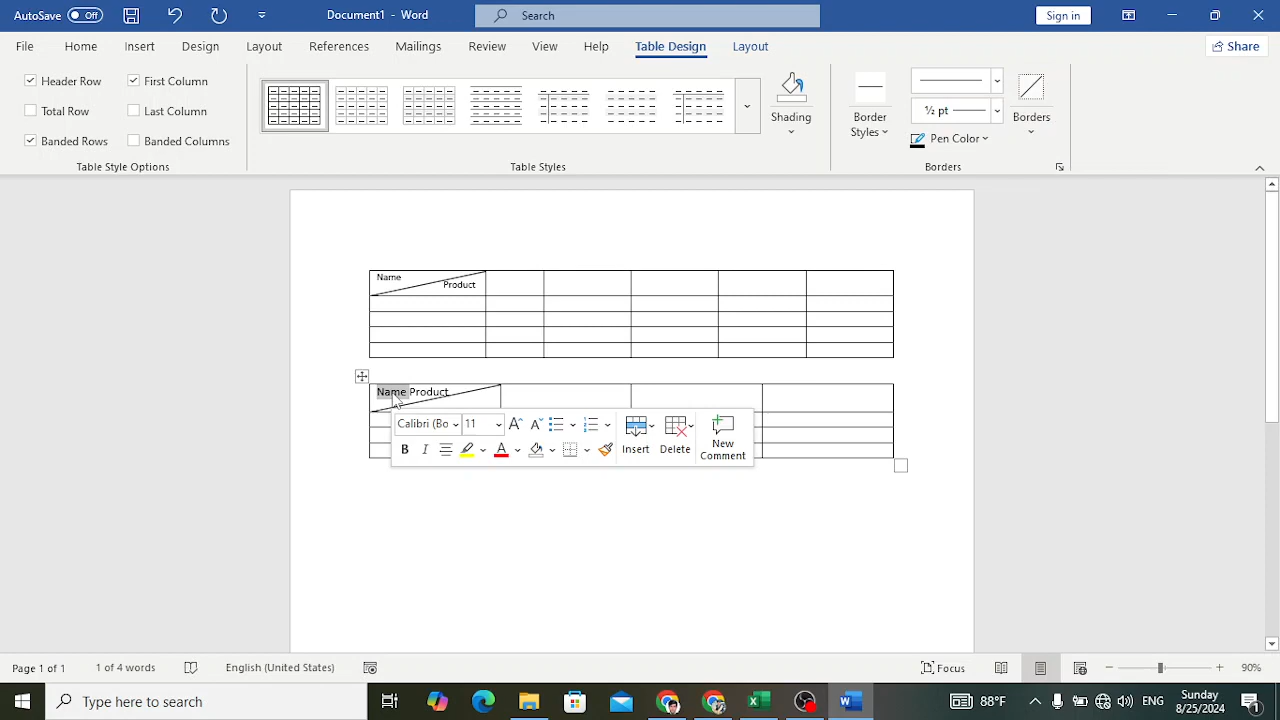 AutoSave Off
Document1 - Word
Search
Sign in
File Home Insert Design Layout References Mailings Review View Help Table Design Layout
Share
Header Row First Column
Total Row Last Column
Banded Rows Banded Columns
Table Style Options
Table Styles
Shading
Border Styles
½ pt
Pen Color
Borders
Borders
Name
Product
Name Product
Calibri (Bo 11
B I A
Insert Delete
New Comment
Page 1 of 1 1 of 4 words English (United States) Focus 90%
Type here to search
88°F ENG
Sunday
8/25/2024
1